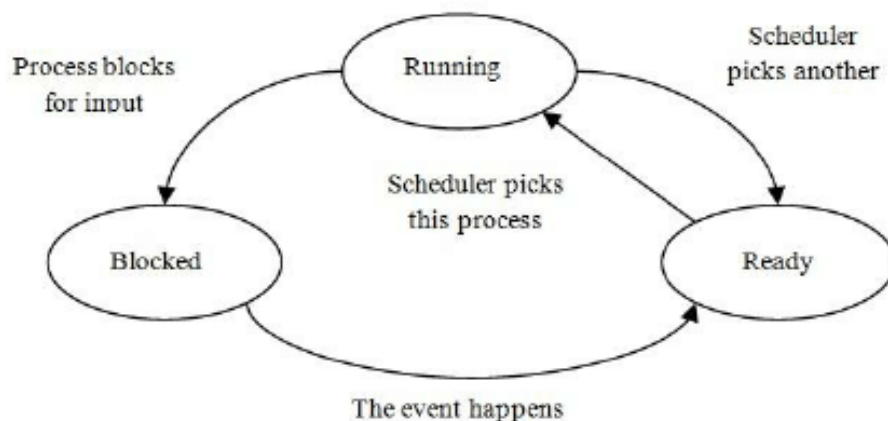 Running
Scheduler
picks another
Process blocks
for input
Scheduler picks
this process
Blocked
Ready
The event happens